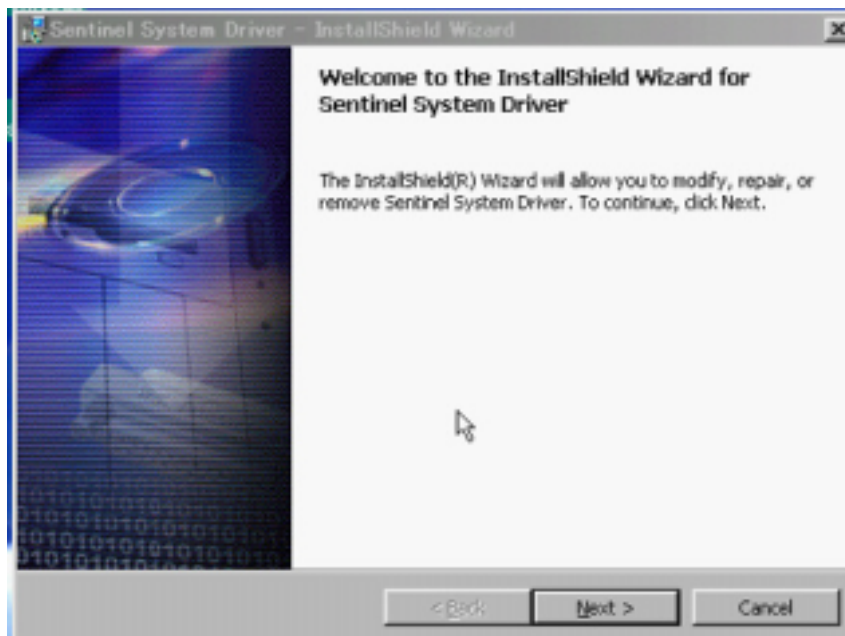 Sentinel System Driver - InstallShield Wizard
Welcome to the InstallShield Wizard for
Sentinel System Driver
The InstallShield(R) Wizard will allow you to modify, repair, or
remove Sentinel System Driver. To continue, click Next.
< Back
Next >
Cancel